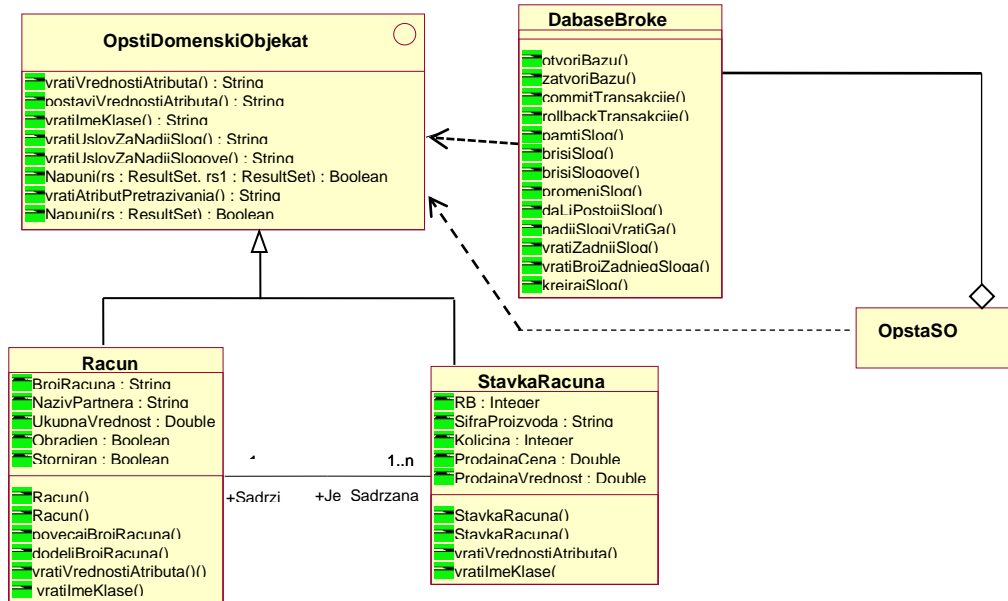 OpstiDomenskiObjekat
vratiVrednostiAtributa() : String
postaviVrednostiAtributa() : String
vratiImeKlase() : String
vratiUslovZaNadjiSlog() : String
vratiUslovZaNadjiSlogove() : String
Napuni(rs : ResultSet, rs1 : ResultSet) : Boolean
vratiAtributPretrazivanja() : String
Napuni(rs : ResultSet) : Boolean
DabaseBroke
otvoriBazu()
zatvoriBazu()
commitTransakcije()
rollbackTransakcije()
pamtiSlog()
brisiSlog()
brisiSlogove()
promeniSlog()
daLiPostojiSlog()
nadjiSlogiVratiGa()
vratiZadnjiSlog()
vratiBrojZadnjegSloga()
kreirajSlog()
OpstaSO
Racun
BrojRacuna : String
NazivPartnera : String
UkupnaVrednost : Double
Obradjen : Boolean
Storniran : Boolean
Racun()
Racun()
povecajBrojRacuna()
dodeliBrojRacuna()
vratiVrednostiAtributa()()
vratiImeKlase()
1..n
+Sadrzi
+Je Sadrzana
StavkaRacuna
RB : Integer
SifraProizvoda : String
Kolicina : Integer
ProdajnaCena : Double
ProdajnaVrednost : Double
StavkaRacuna()
StavkaRacuna()
vratiVrednostiAtributa()
vratiImeKlase(